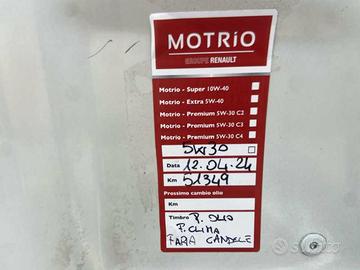 MOTRIO
GROUPE RENAULT
Motrio - Super 10W-40
Motrio - Extra 5W-40
Motrio - Premium 5W-30 C2
Motrio - Premium 5W-30 C3
Motrio - Premium 5W-30 C4
5W30
Data 12.04.24
Km 51349
Prossimo cambio olio
Km
Timbro F. OLIO
F. CLIMA
FARA CANDELE
Subito.it